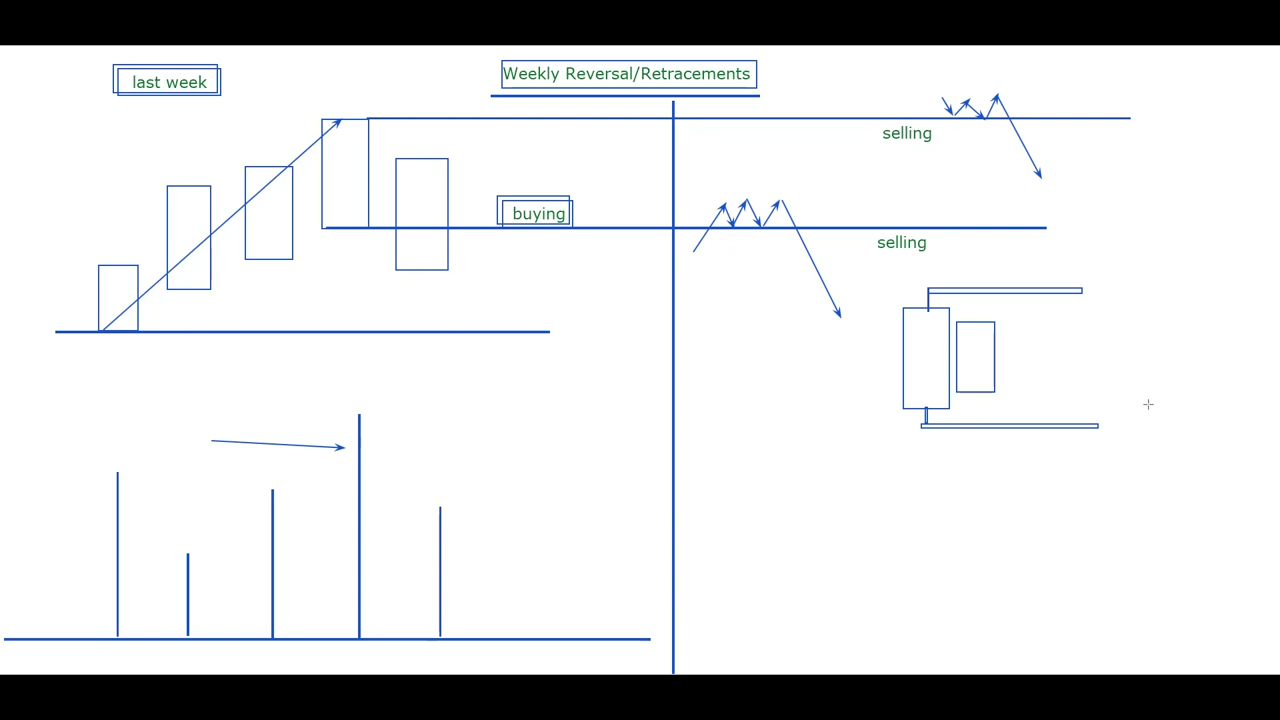 last week
Weekly Reversal/Retracements
selling
buying
selling